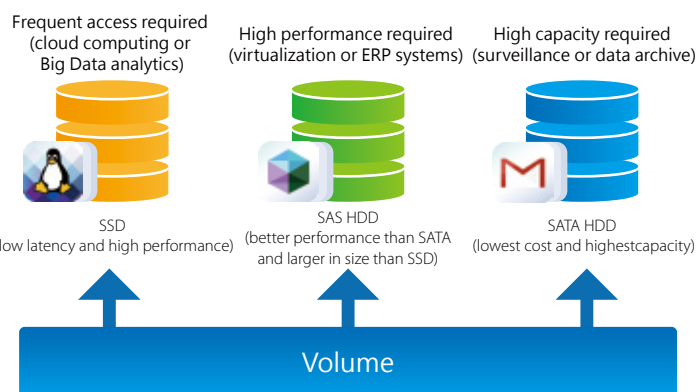 Frequent access required
(cloud computing or
Big Data analytics)
High performance required
(virtualization or ERP systems)
High capacity required
(surveillance or data archive)
SSD
low latency and high performance)
SAS HDD
(better performance than SATA
and larger in size than SSD)
SATA HDD
(lowest cost and highestcapacity)
Volume